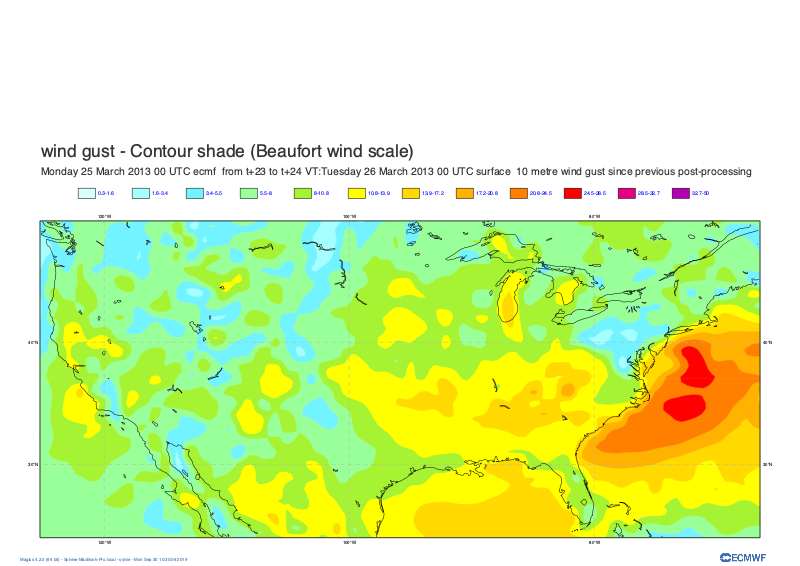 wind gust - Contour shade (Beaufort wind scale)
Monday 25 March 2013 00 UTC ecmf from t+23 to t+24 VT:Tuesday 26 March 2013 00 UTC surface 10 metre wind gust since previous post-processing
0.3-1.6 1.6-3.4 3.4-5.5 5.5-8 8-10.8 10.8-13.9 13.9-17.2 17.2-20.8 20.8-24.5 24.5-28.5 28.5-32.7 32.7-50
120°W 100°W 80°W
40°N 40°N
30°N 30°N
120°W 100°W 80°W
ECMWF